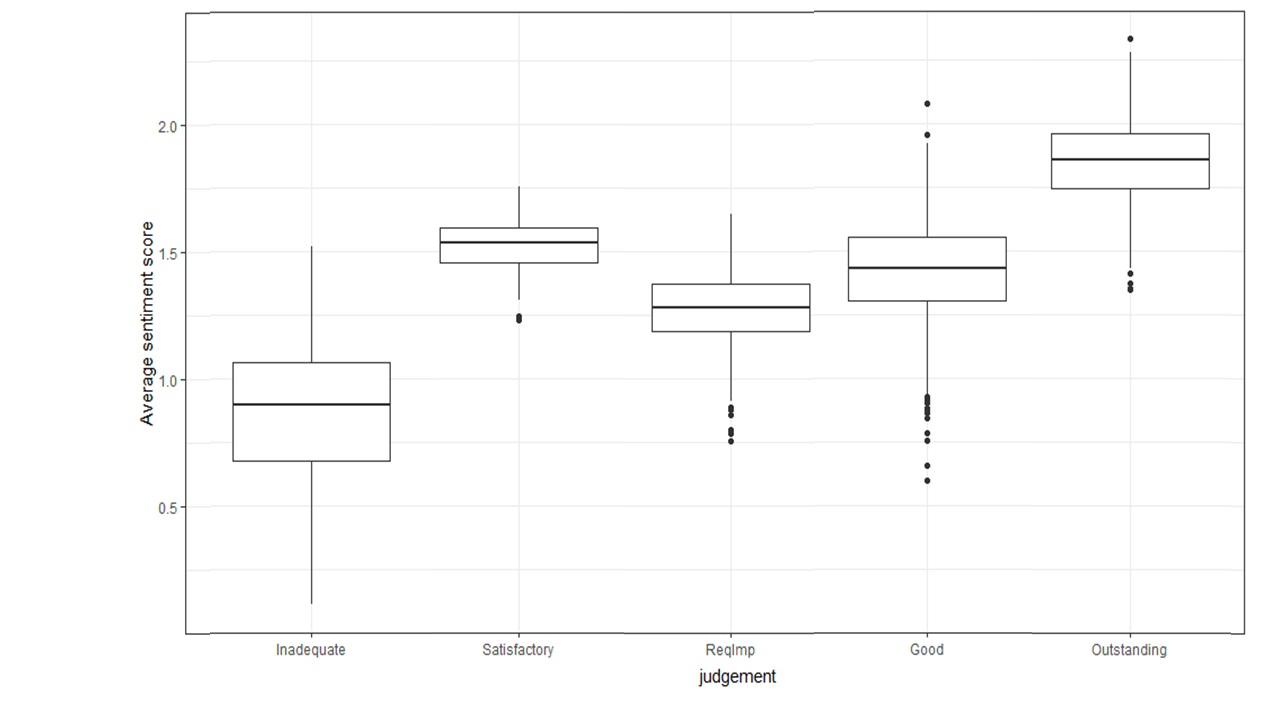 2.0
1.5
1.0
0.5
Average sentiment score
Inadequate Satisfactory ReqImp Good Outstanding
judgement